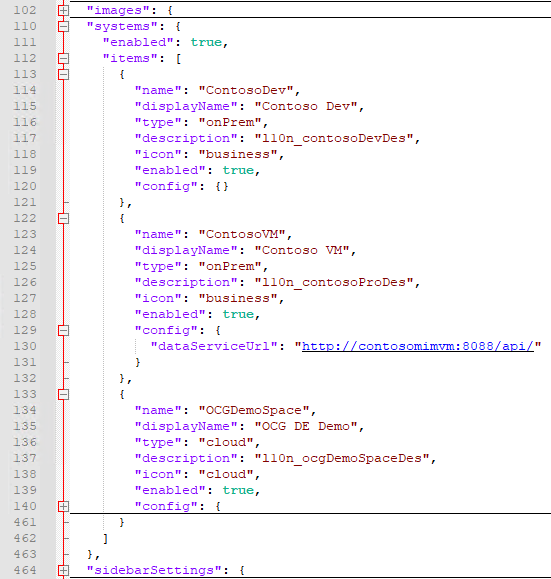 102 "images": {
110 "systems": {
111 "enabled": true,
112 "items": [
113 {
114 "name": "ContosoDev",
115 "displayName": "Contoso Dev",
116 "type": "onPrem",
117 "description": "l10n_contosoDevDes",
118 "icon": "business",
119 "enabled": true,
120 "config": {}
121 },
122 {
123 "name": "ContosoVM",
124 "displayName": "Contoso VM",
125 "type": "onPrem",
126 "description": "l10n_contosoProDes",
127 "icon": "business",
128 "enabled": true,
129 "config": {
130 "dataServiceUrl": "http://contosomimvm:8088/api/"
131 }
132 },
133 {
134 "name": "OCGDemoSpace",
135 "displayName": "OCG DE Demo",
136 "type": "cloud",
137 "description": "l10n_ocgDemoSpaceDes",
138 "icon": "cloud",
139 "enabled": true,
140 "config": {
461 }
462 ]
463 },
464 "sidebarSettings": {